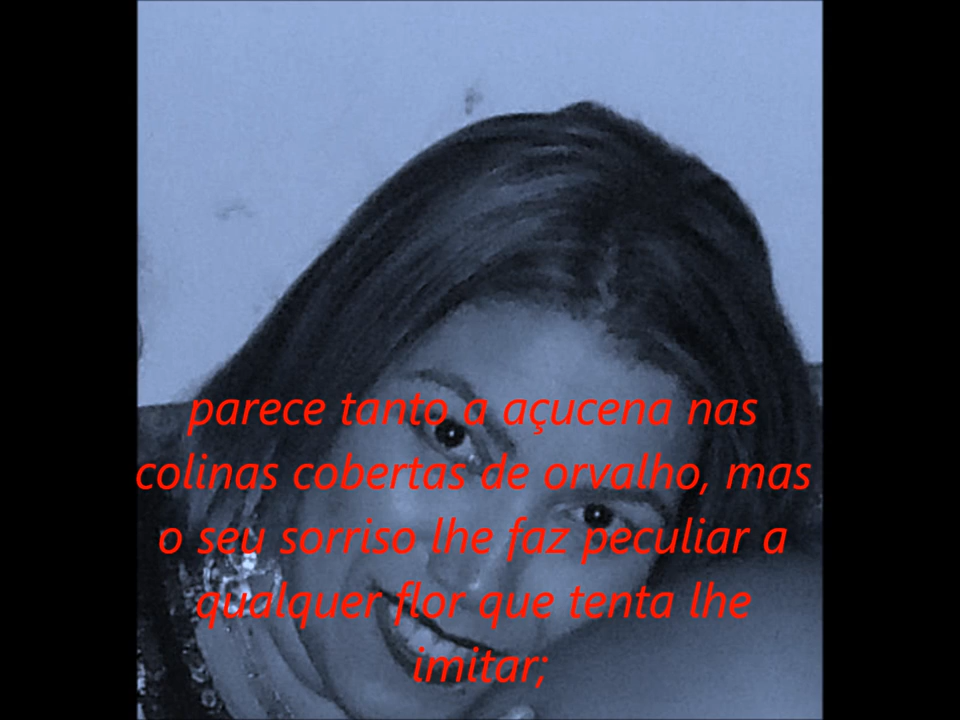 parece tanto a açucena nas
colinas cobertas de orvalho, mas
o seu sorriso lhe faz peculiar a
qualquer flor que tenta lhe
imitar;